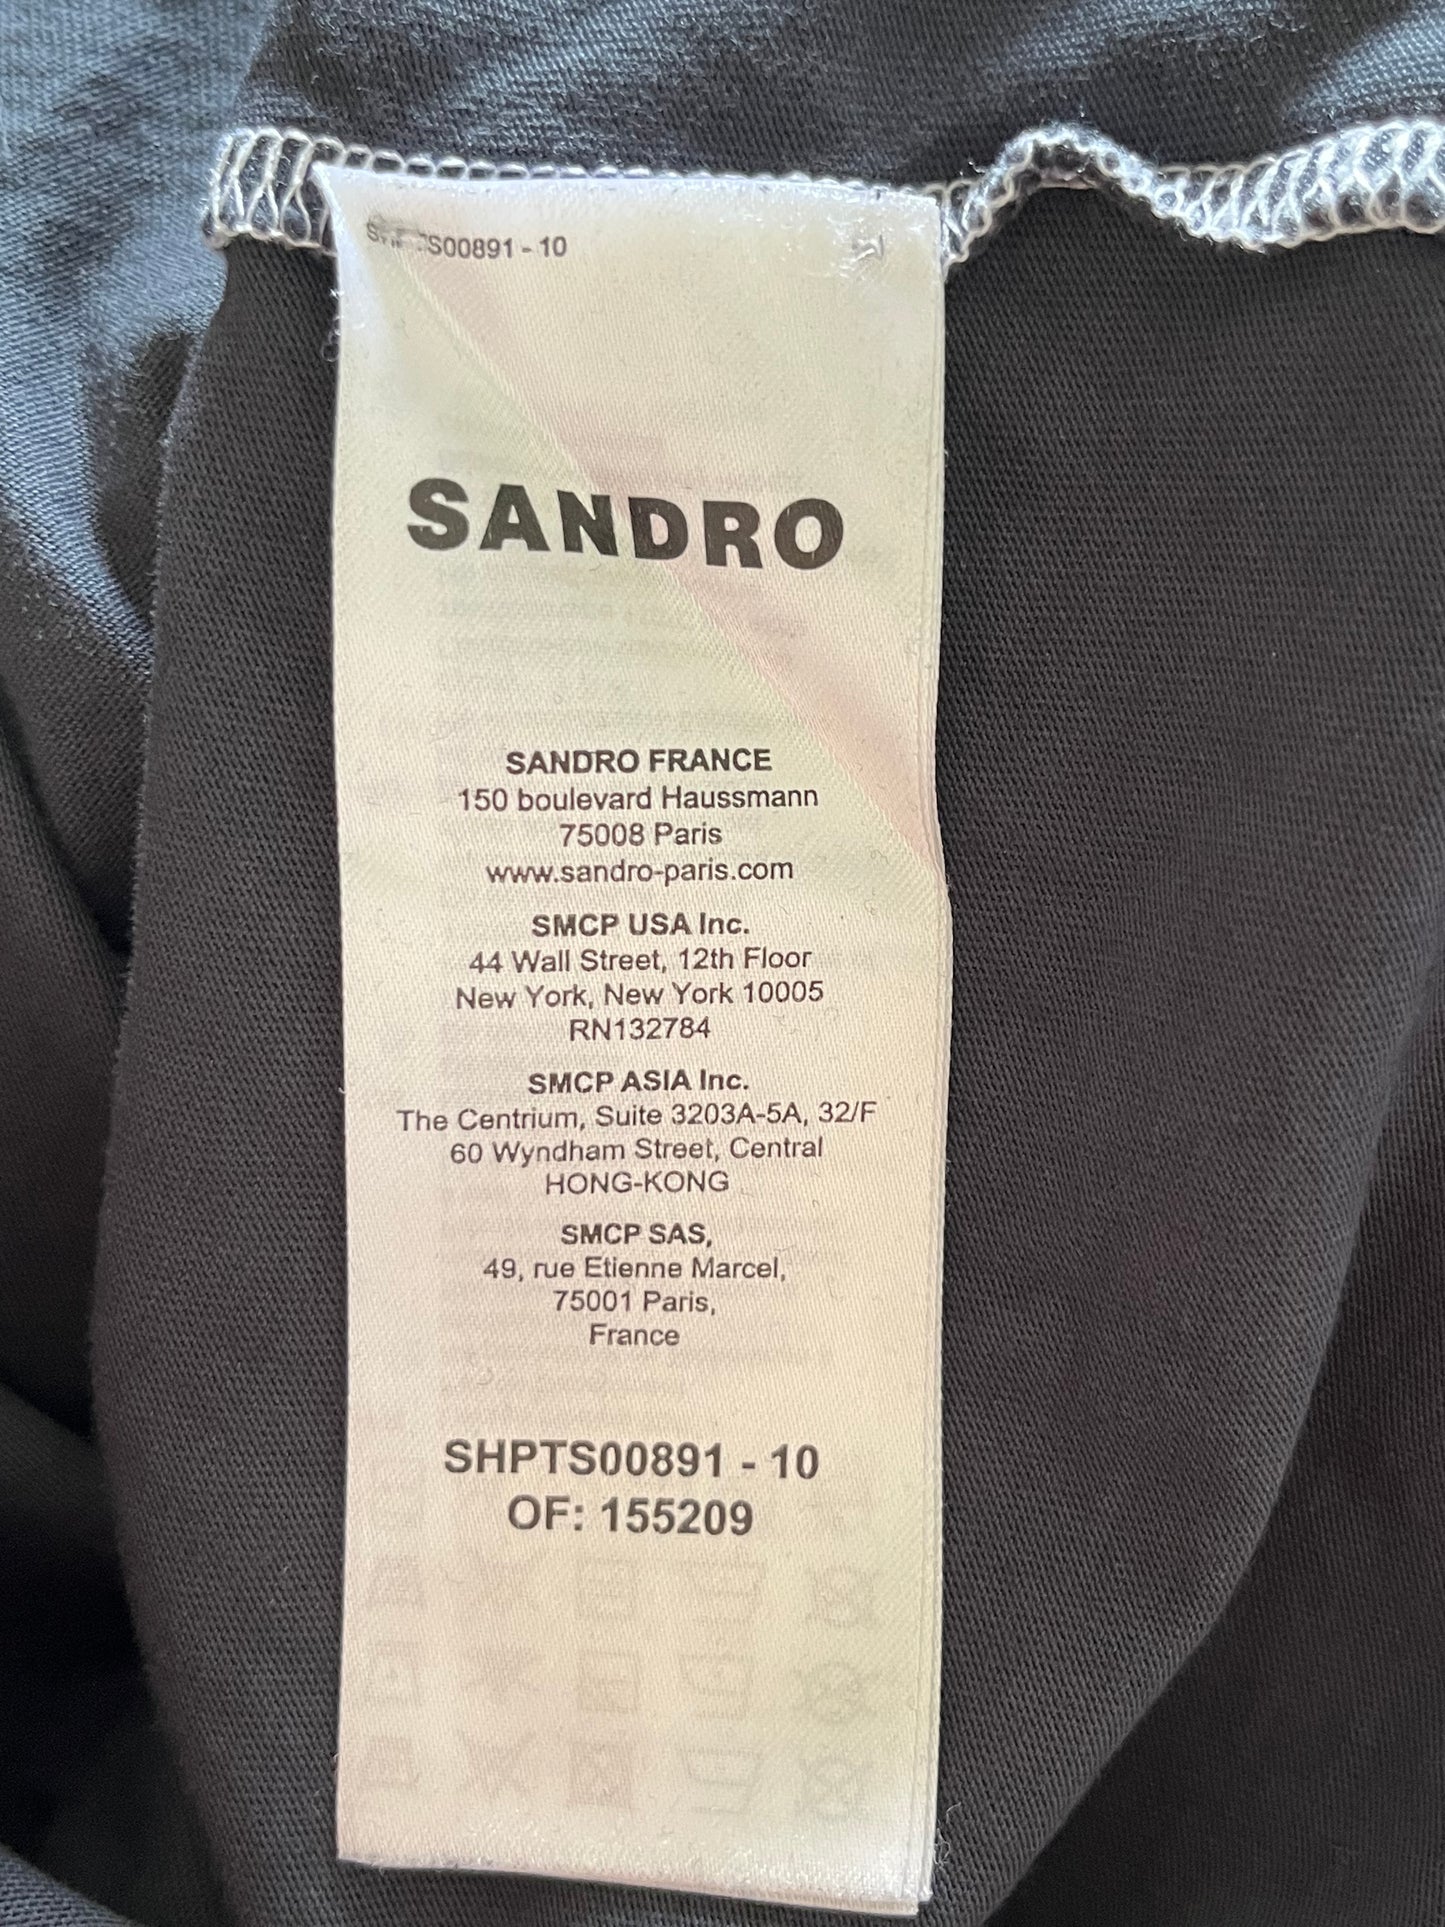 S00891 - 10
SANDRO
SANDRO FRANCE
150 boulevard Haussmann
75008 Paris
www.sandro-paris.com
SMCP USA Inc.
44 Wall Street, 12th Floor
New York, New York 10005
RN132784
SMCP ASIA Inc.
The Centrium, Suite 3203A-5A, 32/F
60 Wyndham Street, Central
HONG-KONG
SMCP SAS,
49, rue Etienne Marcel,
75001 Paris,
France
SHPTS00891 - 10
OF: 155209